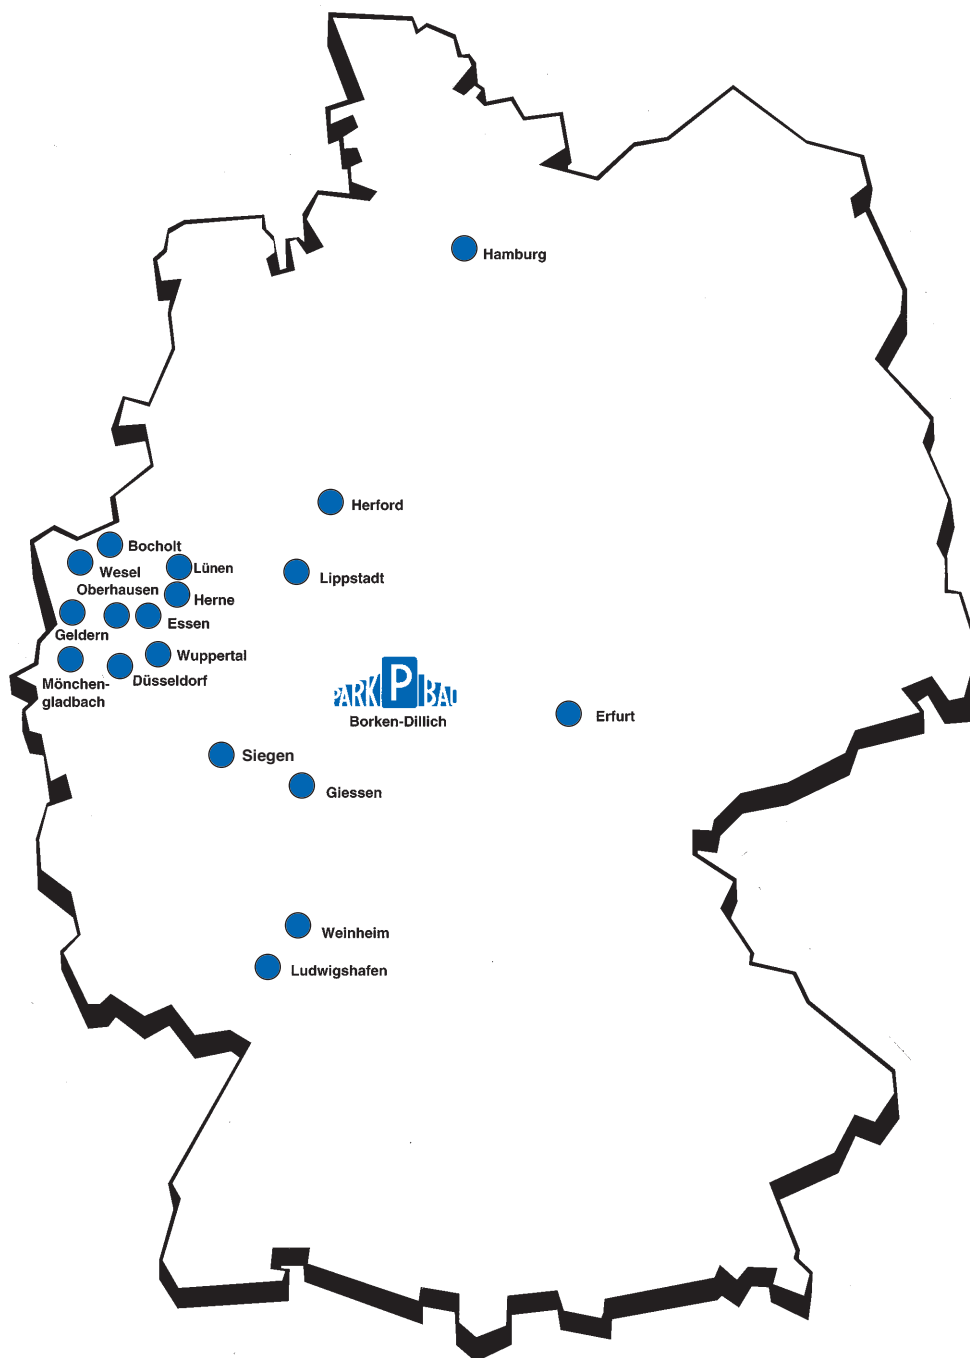 Hamburg
Herford
Bocholt
Wesel
Lünen
Lippstadt
Oberhausen
Herne
Geldern
Essen
Wuppertal
Mönchen-
gladbach
Düsseldorf
PARK P BAU
Borken-Dillich
Erfurt
Siegen
Giessen
Weinheim
Ludwigshafen